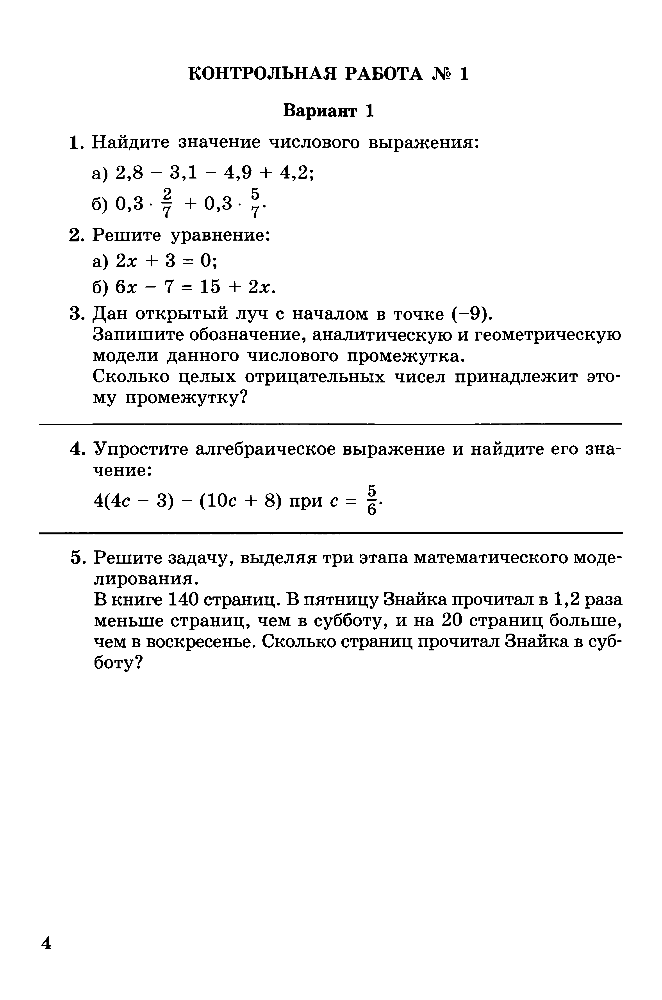 КОНТРОЛЬНАЯ РАБОТА № 1
Вариант 1
1. Найдите значение числового выражения:
а) 2,8 − 3,1 − 4,9 + 4,2;
б) 0,3 · 2/7 + 0,3 · 5/7.
2. Решите уравнение:
а) 2x + 3 = 0;
б) 6x − 7 = 15 + 2x.
3. Дан открытый луч с началом в точке (−9).
Запишите обозначение, аналитическую и геометрическую
модели данного числового промежутка.
Сколько целых отрицательных чисел принадлежит это-
му промежутку?
4. Упростите алгебраическое выражение и найдите его зна-
чение:
4(4c − 3) − (10c + 8) при c = 5/6.
5. Решите задачу, выделяя три этапа математического моде-
лирования.
В книге 140 страниц. В пятницу Знайка прочитал в 1,2 раза
меньше страниц, чем в субботу, и на 20 страниц больше,
чем в воскресенье. Сколько страниц прочитал Знайка в суб-
боту?
4